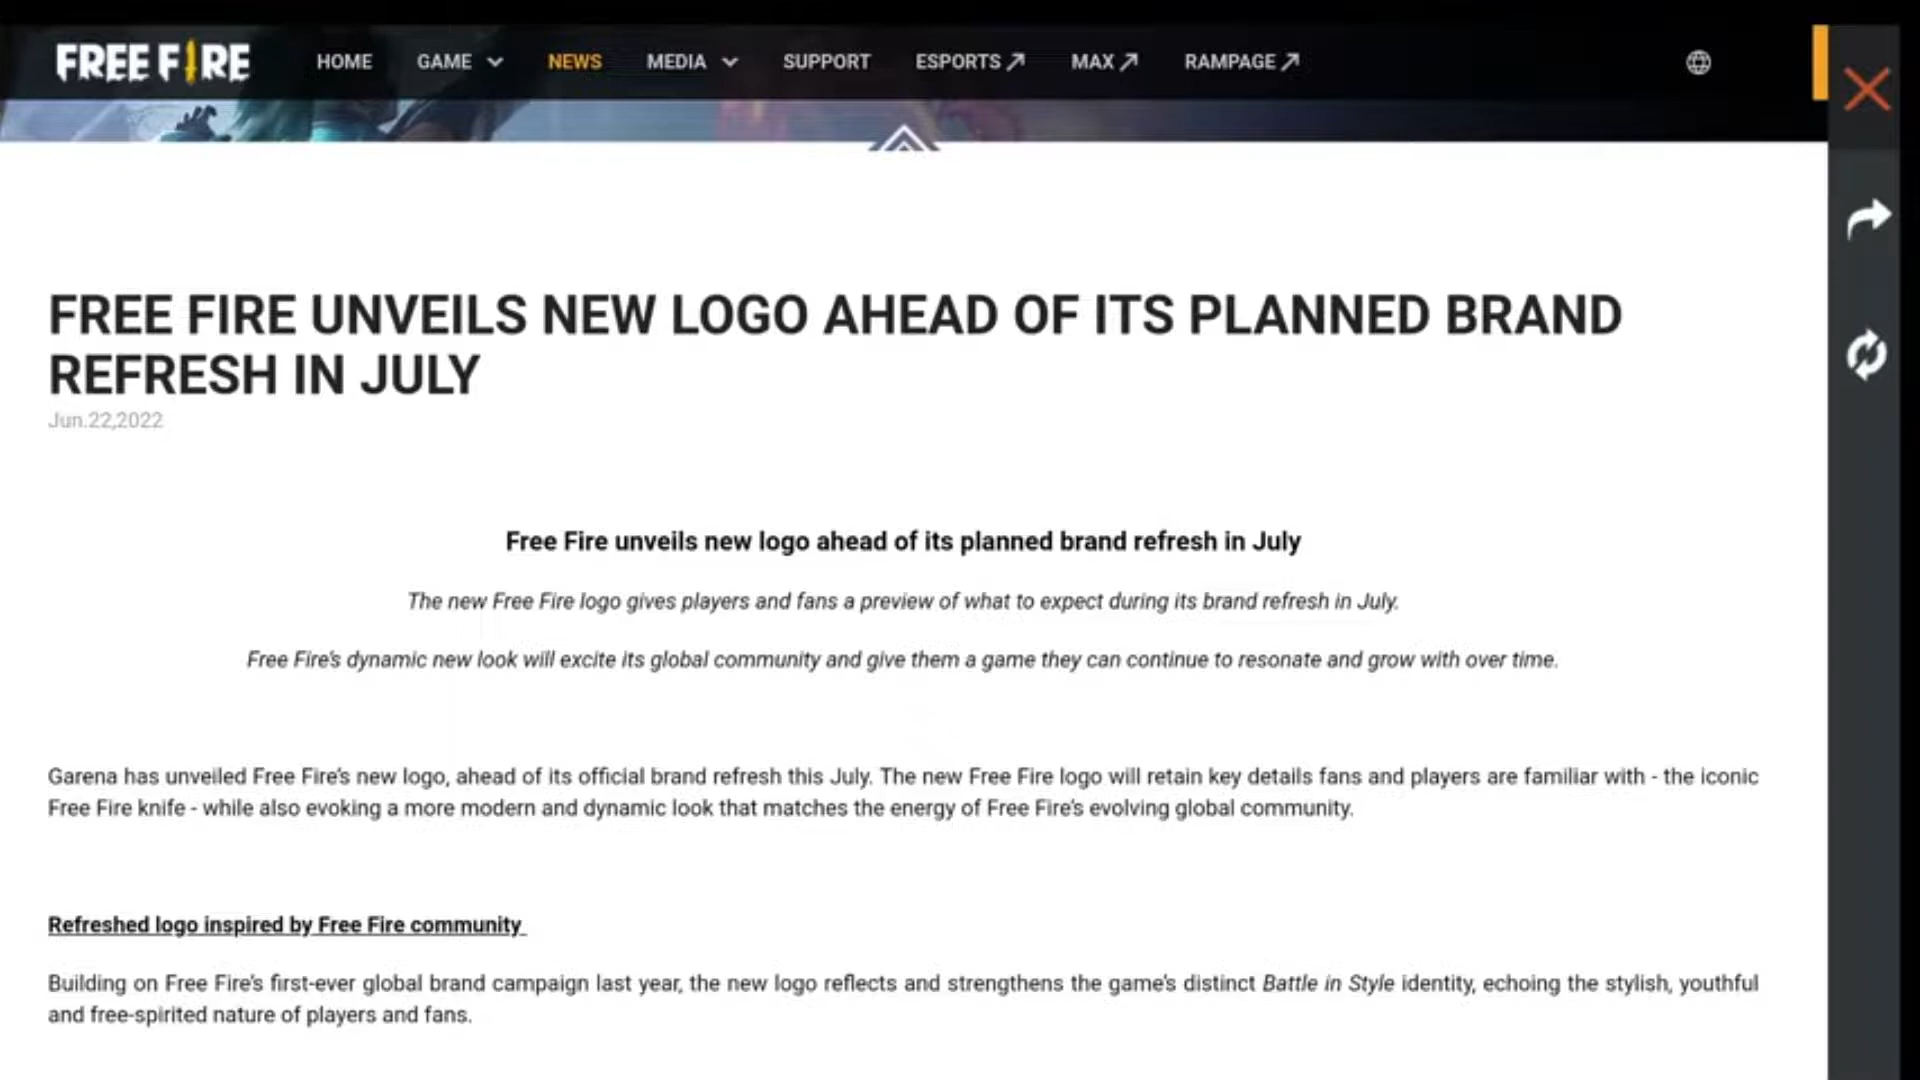 FREE FIRE HOME GAME NEWS MEDIA SUPPORT ESPORTS MAX RAMPAGE
FREE FIRE UNVEILS NEW LOGO AHEAD OF ITS PLANNED BRAND
REFRESH IN JULY
Jun.22,2022
Free Fire unveils new logo ahead of its planned brand refresh in July
The new Free Fire logo gives players and fans a preview of what to expect during its brand refresh in July.
Free Fire's dynamic new look will excite its global community and give them a game they can continue to resonate and grow with over time.
Garena has unveiled Free Fire's new logo, ahead of its official brand refresh this July. The new Free Fire logo will retain key details fans and players are familiar with - the iconic
Free Fire knife - while also evoking a more modern and dynamic look that matches the energy of Free Fire's evolving global community.
Refreshed logo inspired by Free Fire community
Building on Free Fire's first-ever global brand campaign last year, the new logo reflects and strengthens the game's distinct Battle in Style identity, echoing the stylish, youthful
and free-spirited nature of players and fans.